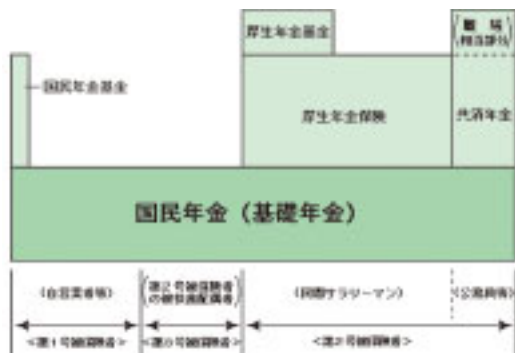 厚生年金基金
(職場
相当部分)
国民年金基金
厚生年金保険
共済年金
国民年金（基礎年金）
(自営業者等)
(第2号被保険者
の被扶養配偶者)
(民間サラリーマン)
(公務員等)
<第1号被保険者>
<第3号被保険者>
<第2号被保険者>